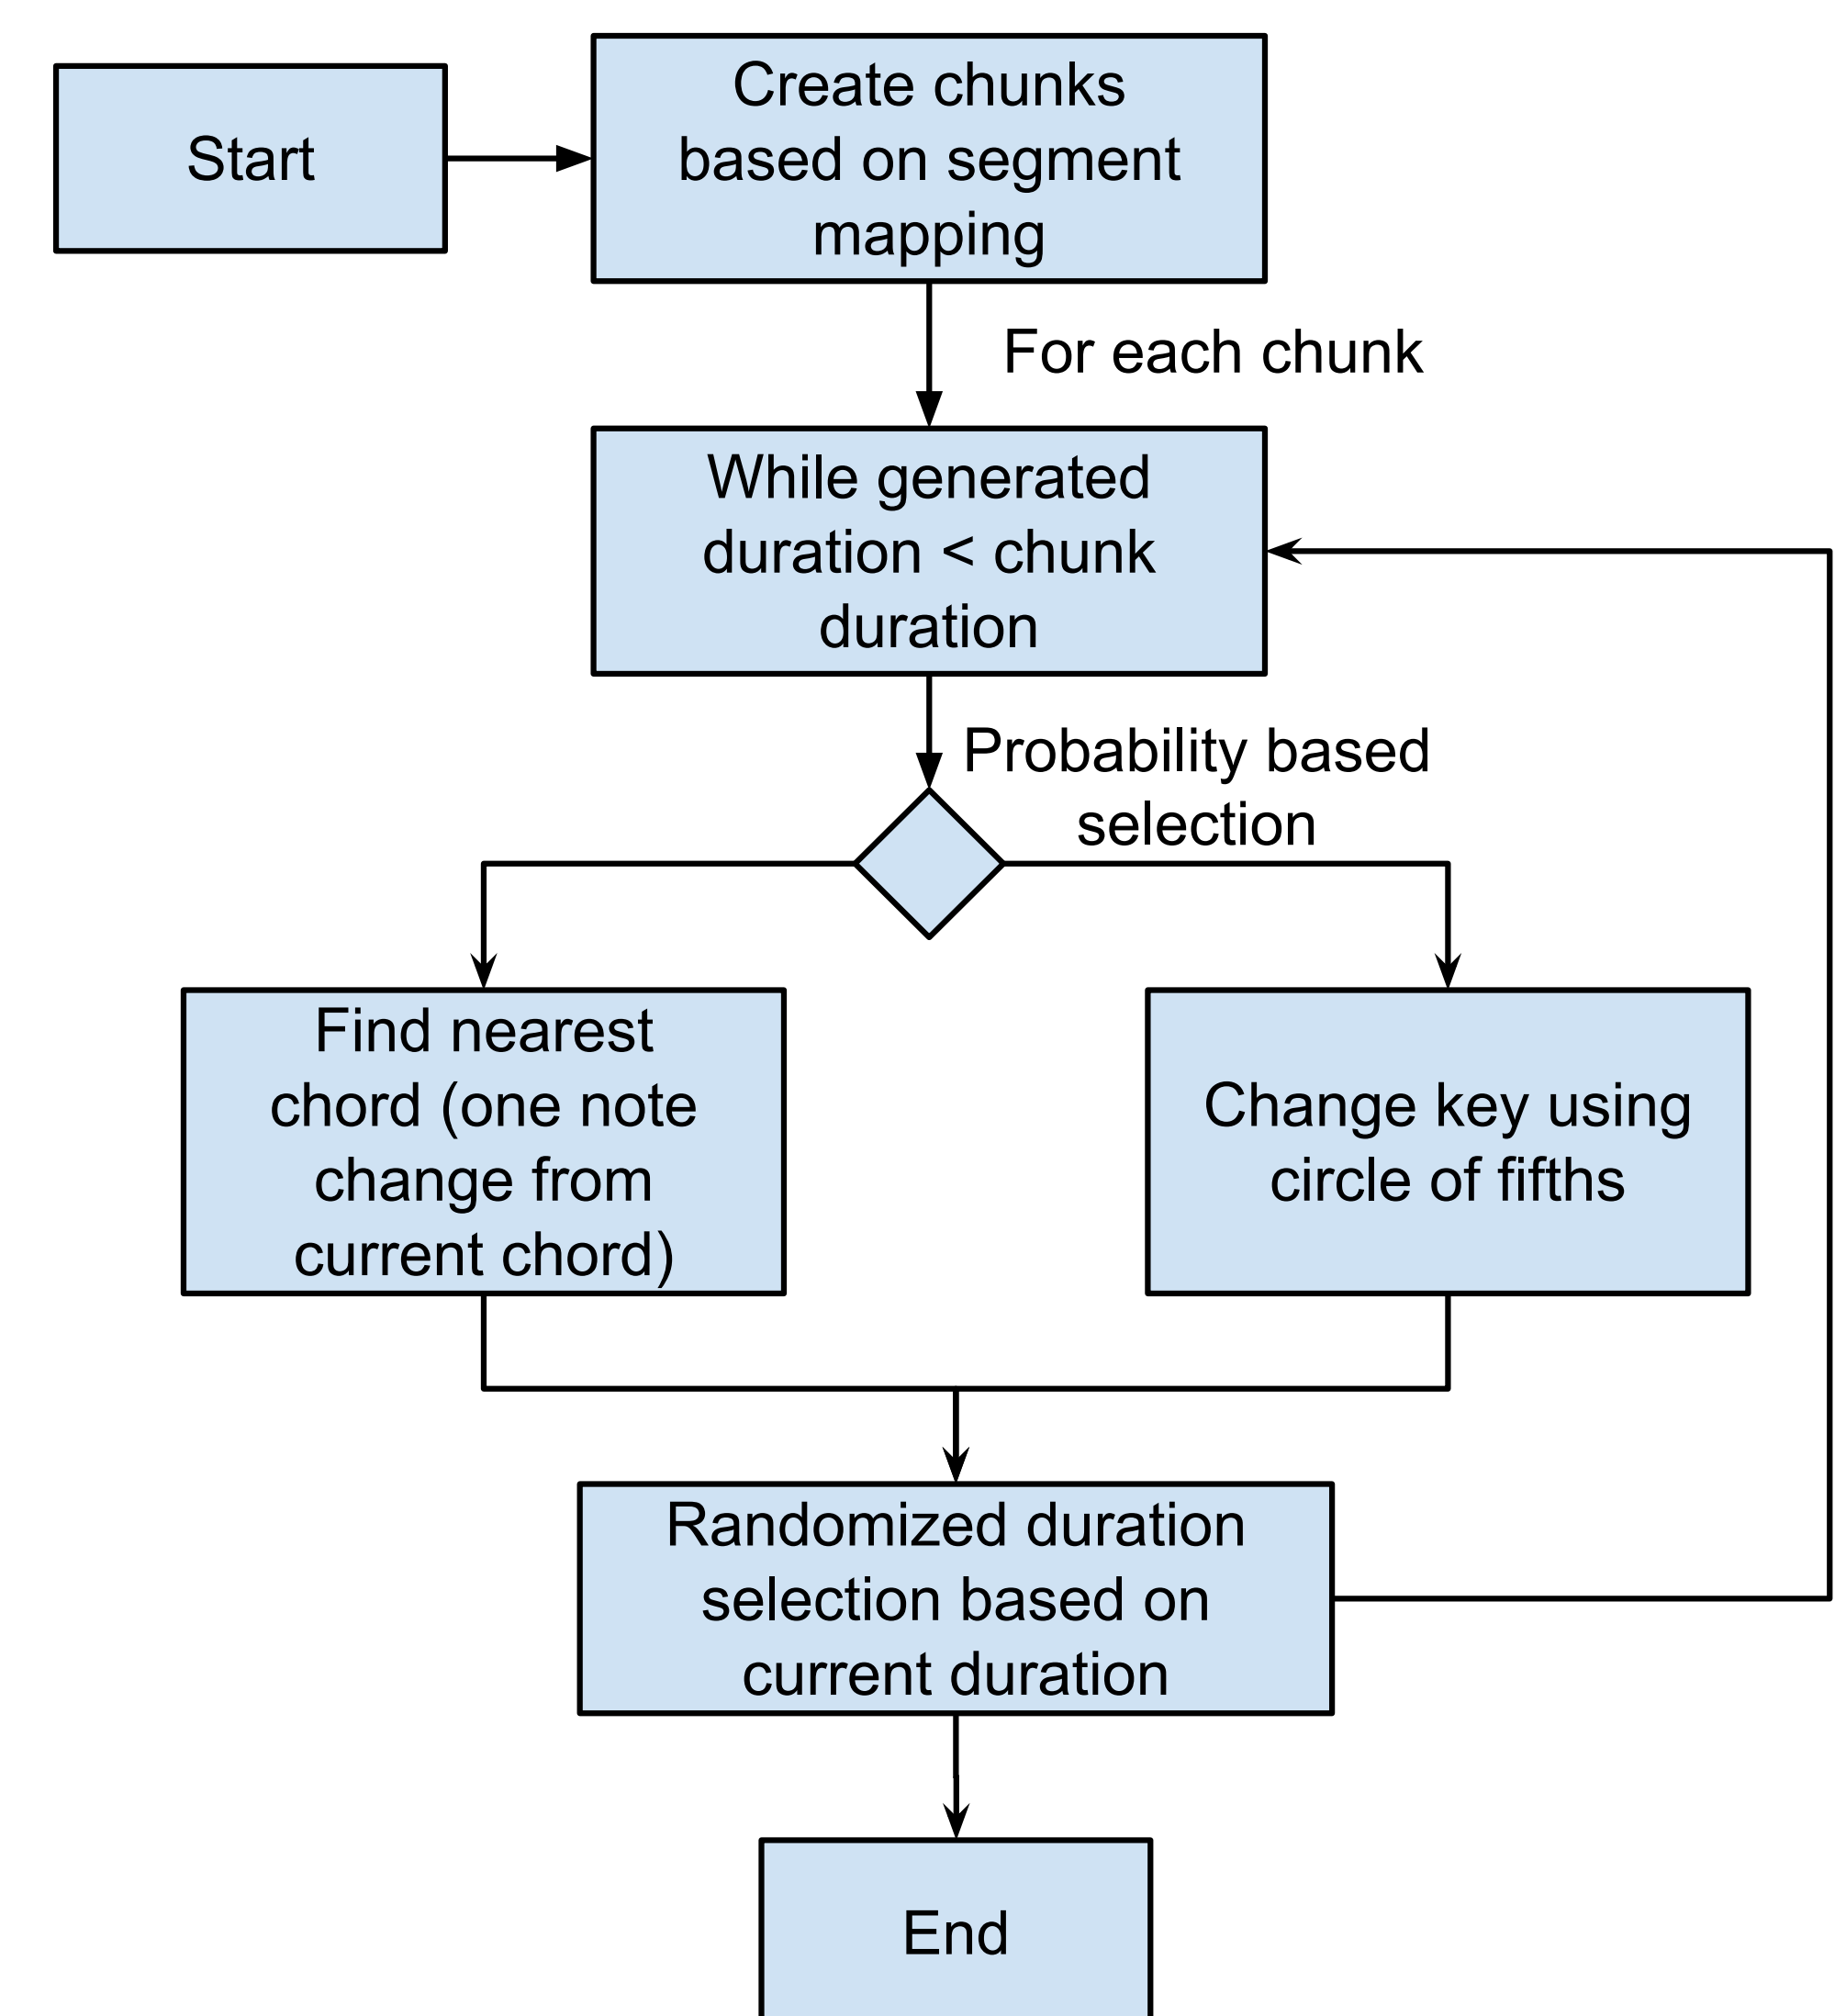 Start
Create chunks
based on segment
mapping
For each chunk
While generated
duration < chunk
duration
Probability based
selection
Find nearest
chord (one note
change from
current chord)
Change key using
circle of fifths
Randomized duration
selection based on
current duration
End